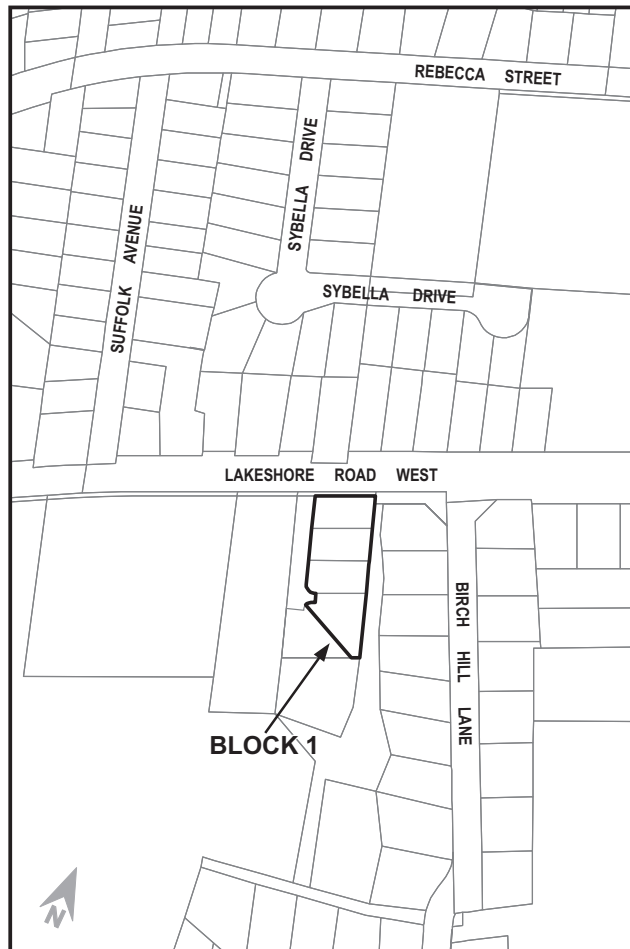 REBECCA STREET
SYBELLA DRIVE
SUFFOLK AVENUE
SYBELLA DRIVE
LAKESHORE ROAD WEST
BIRCH HILL LANE
BLOCK 1
N